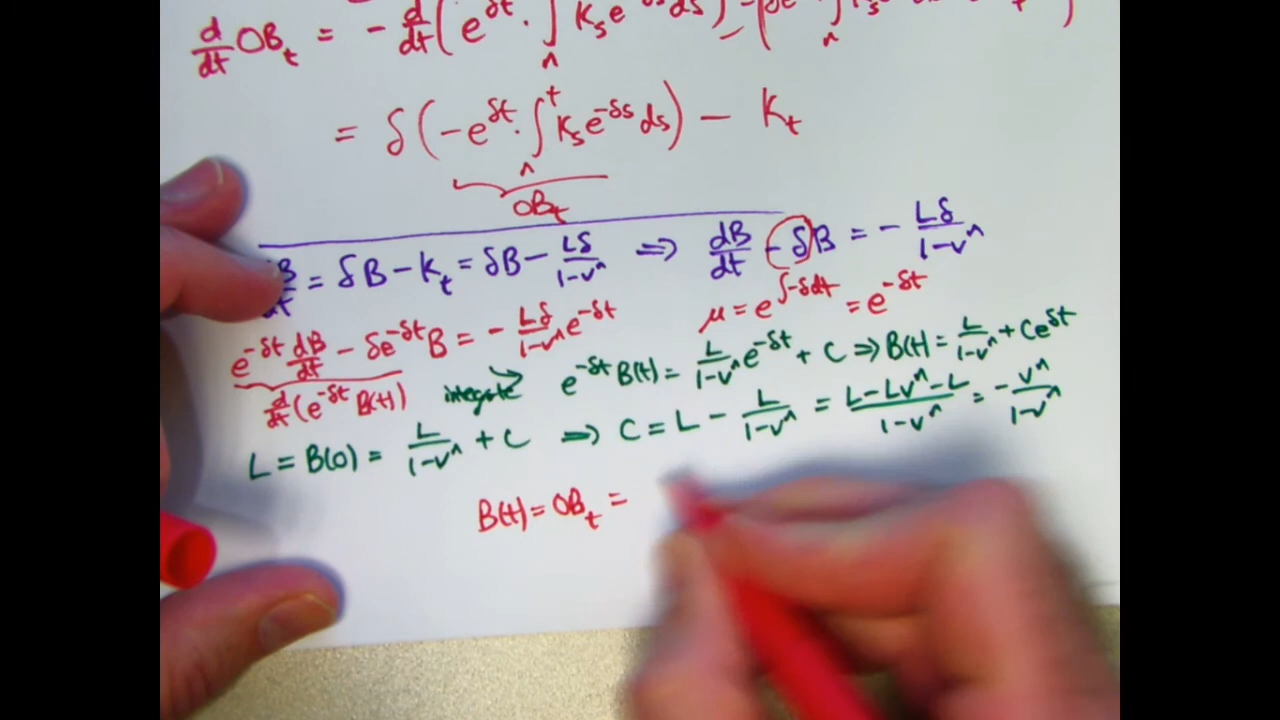 d/dt OB_t = - d/dt (e^{δt} · ∫_n K_s e^{-δs} ds)
= δ(-e^{δt} · ∫_n^t K_s e^{-δs} ds) - K_t
OB_t
= δB - K_t = δB - Lδ/(1-v^n) ⇒ dB/dt - δB = - Lδ/(1-v^n)
e^{-δt} dB/dt - δe^{-δt} B = - Lδ/(1-v^n) e^{-δt} μ = e^{∫-δdt} = e^{-δt}
d/dt (e^{-δt} B(t)) integrate → e^{-δt} B(t) = L/(1-v^n) e^{-δt} + C ⇒ B(t) = L/(1-v^n) + Ce^{δt}
L = B(0) = L/(1-v^n) + C ⇒ C = L - L/(1-v^n) = (L-Lv^n-L)/(1-v^n) = - v^n/(1-v^n)
B(t) = OB_t =